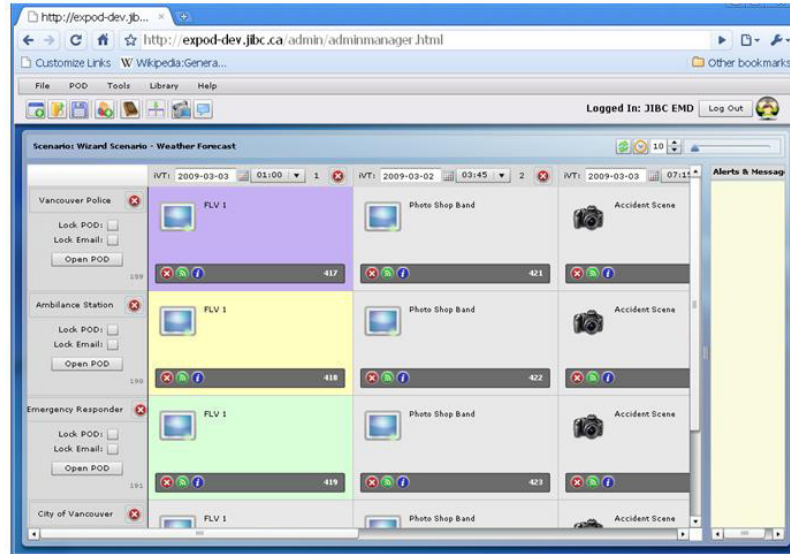 http://expod-dev.jib...
http://expod-dev.jibc.ca/admin/adminmanager.html
Customize Links W Wikipedia:Genera... Other bookmarks
File POD Tools Library Help
Logged In: JIBC EMD Log Out
Scenario: Wizard Scenario - Weather Forecast 10
iVT: 2009-03-03 01:00 1 iVT: 2009-03-02 03:45 2 iVT: 2009-03-03 07:15 Alerts & Messag
Vancouver Police
FLV 1 Photo Shop Band Accident Scene
Lock POD:
Lock Email:
Open POD
417 421
Ambilance Station
FLV 1 Photo Shop Band Accident Scene
Lock POD:
Lock Email:
Open POD
190
418 422
Emergency Responder
FLV 1 Photo Shop Band Accident Scene
Lock POD:
Lock Email:
Open POD
191
419 423
City of Vancouver
FLV 1 Photo Shop Band Accident Scene